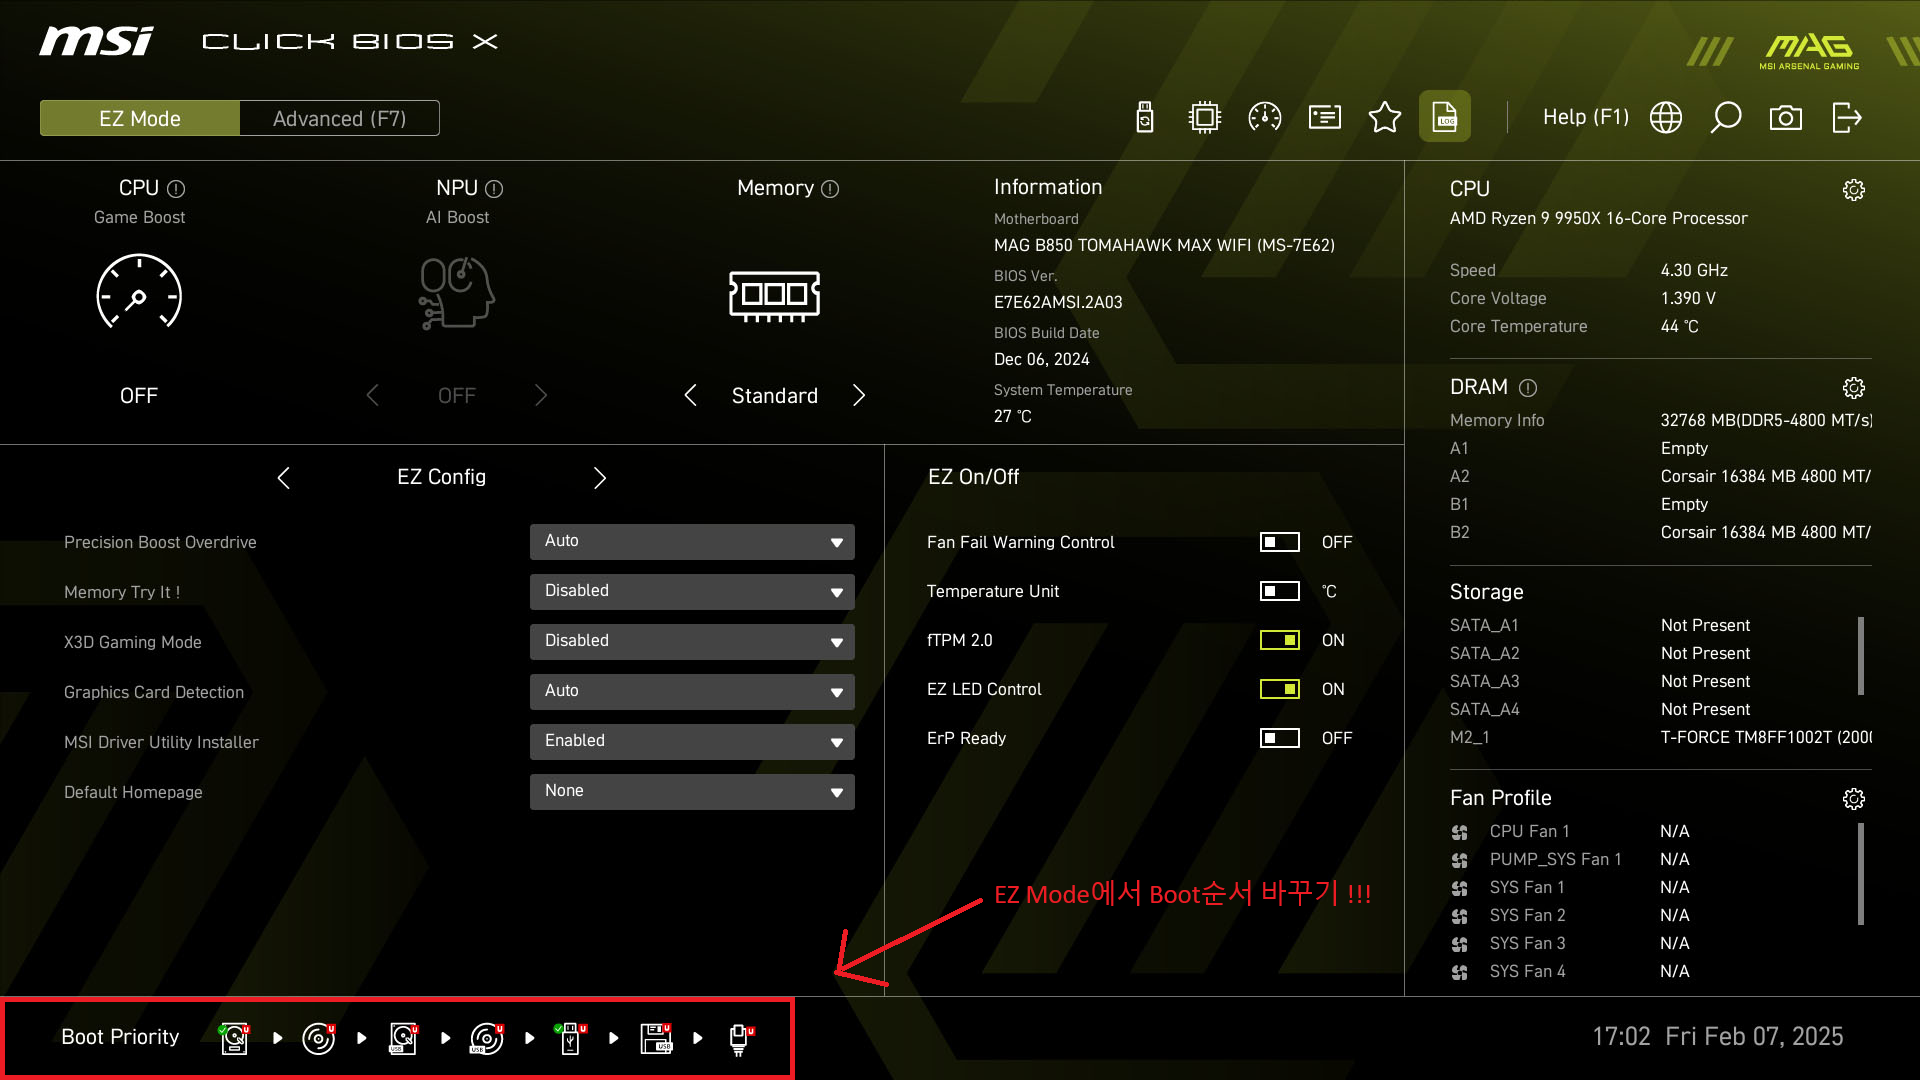 msi CLICK BIOS X
MAG
MSI ARSENAL GAMING
EZ Mode
Advanced (F7)
LOG
Help (F1)
CPU
Game Boost
OFF
NPU
AI Boost
OFF
Memory
Standard
Information
Motherboard
MAG B850 TOMAHAWK MAX WIFI (MS-7E62)
BIOS Ver.
E7E62AMSI.2A03
BIOS Build Date
Dec 06, 2024
System Temperature
27 °C
EZ Config
Precision Boost Overdrive Auto
Memory Try It ! Disabled
X3D Gaming Mode Disabled
Graphics Card Detection Auto
MSI Driver Utility Installer Enabled
Default Homepage None
EZ On/Off
Fan Fail Warning Control OFF
Temperature Unit °C
fTPM 2.0 ON
EZ LED Control ON
ErP Ready OFF
EZ Mode에서 Boot순서 바꾸기 !!!
CPU
AMD Ryzen 9 9950X 16-Core Processor
Speed 4.30 GHz
Core Voltage 1.390 V
Core Temperature 44 °C
DRAM
Memory Info 32768 MB(DDR5-4800 MT/s)
A1 Empty
A2 Corsair 16384 MB 4800 MT/
B1 Empty
B2 Corsair 16384 MB 4800 MT/
Storage
SATA_A1 Not Present
SATA_A2 Not Present
SATA_A3 Not Present
SATA_A4 Not Present
M2_1 T-FORCE TM8FF1002T (200
Fan Profile
CPU Fan 1 N/A
PUMP_SYS Fan 1 N/A
SYS Fan 1 N/A
SYS Fan 2 N/A
SYS Fan 3 N/A
SYS Fan 4 N/A
Boot Priority U U USB U USB U U USB U U
17:02 Fri Feb 07, 2025